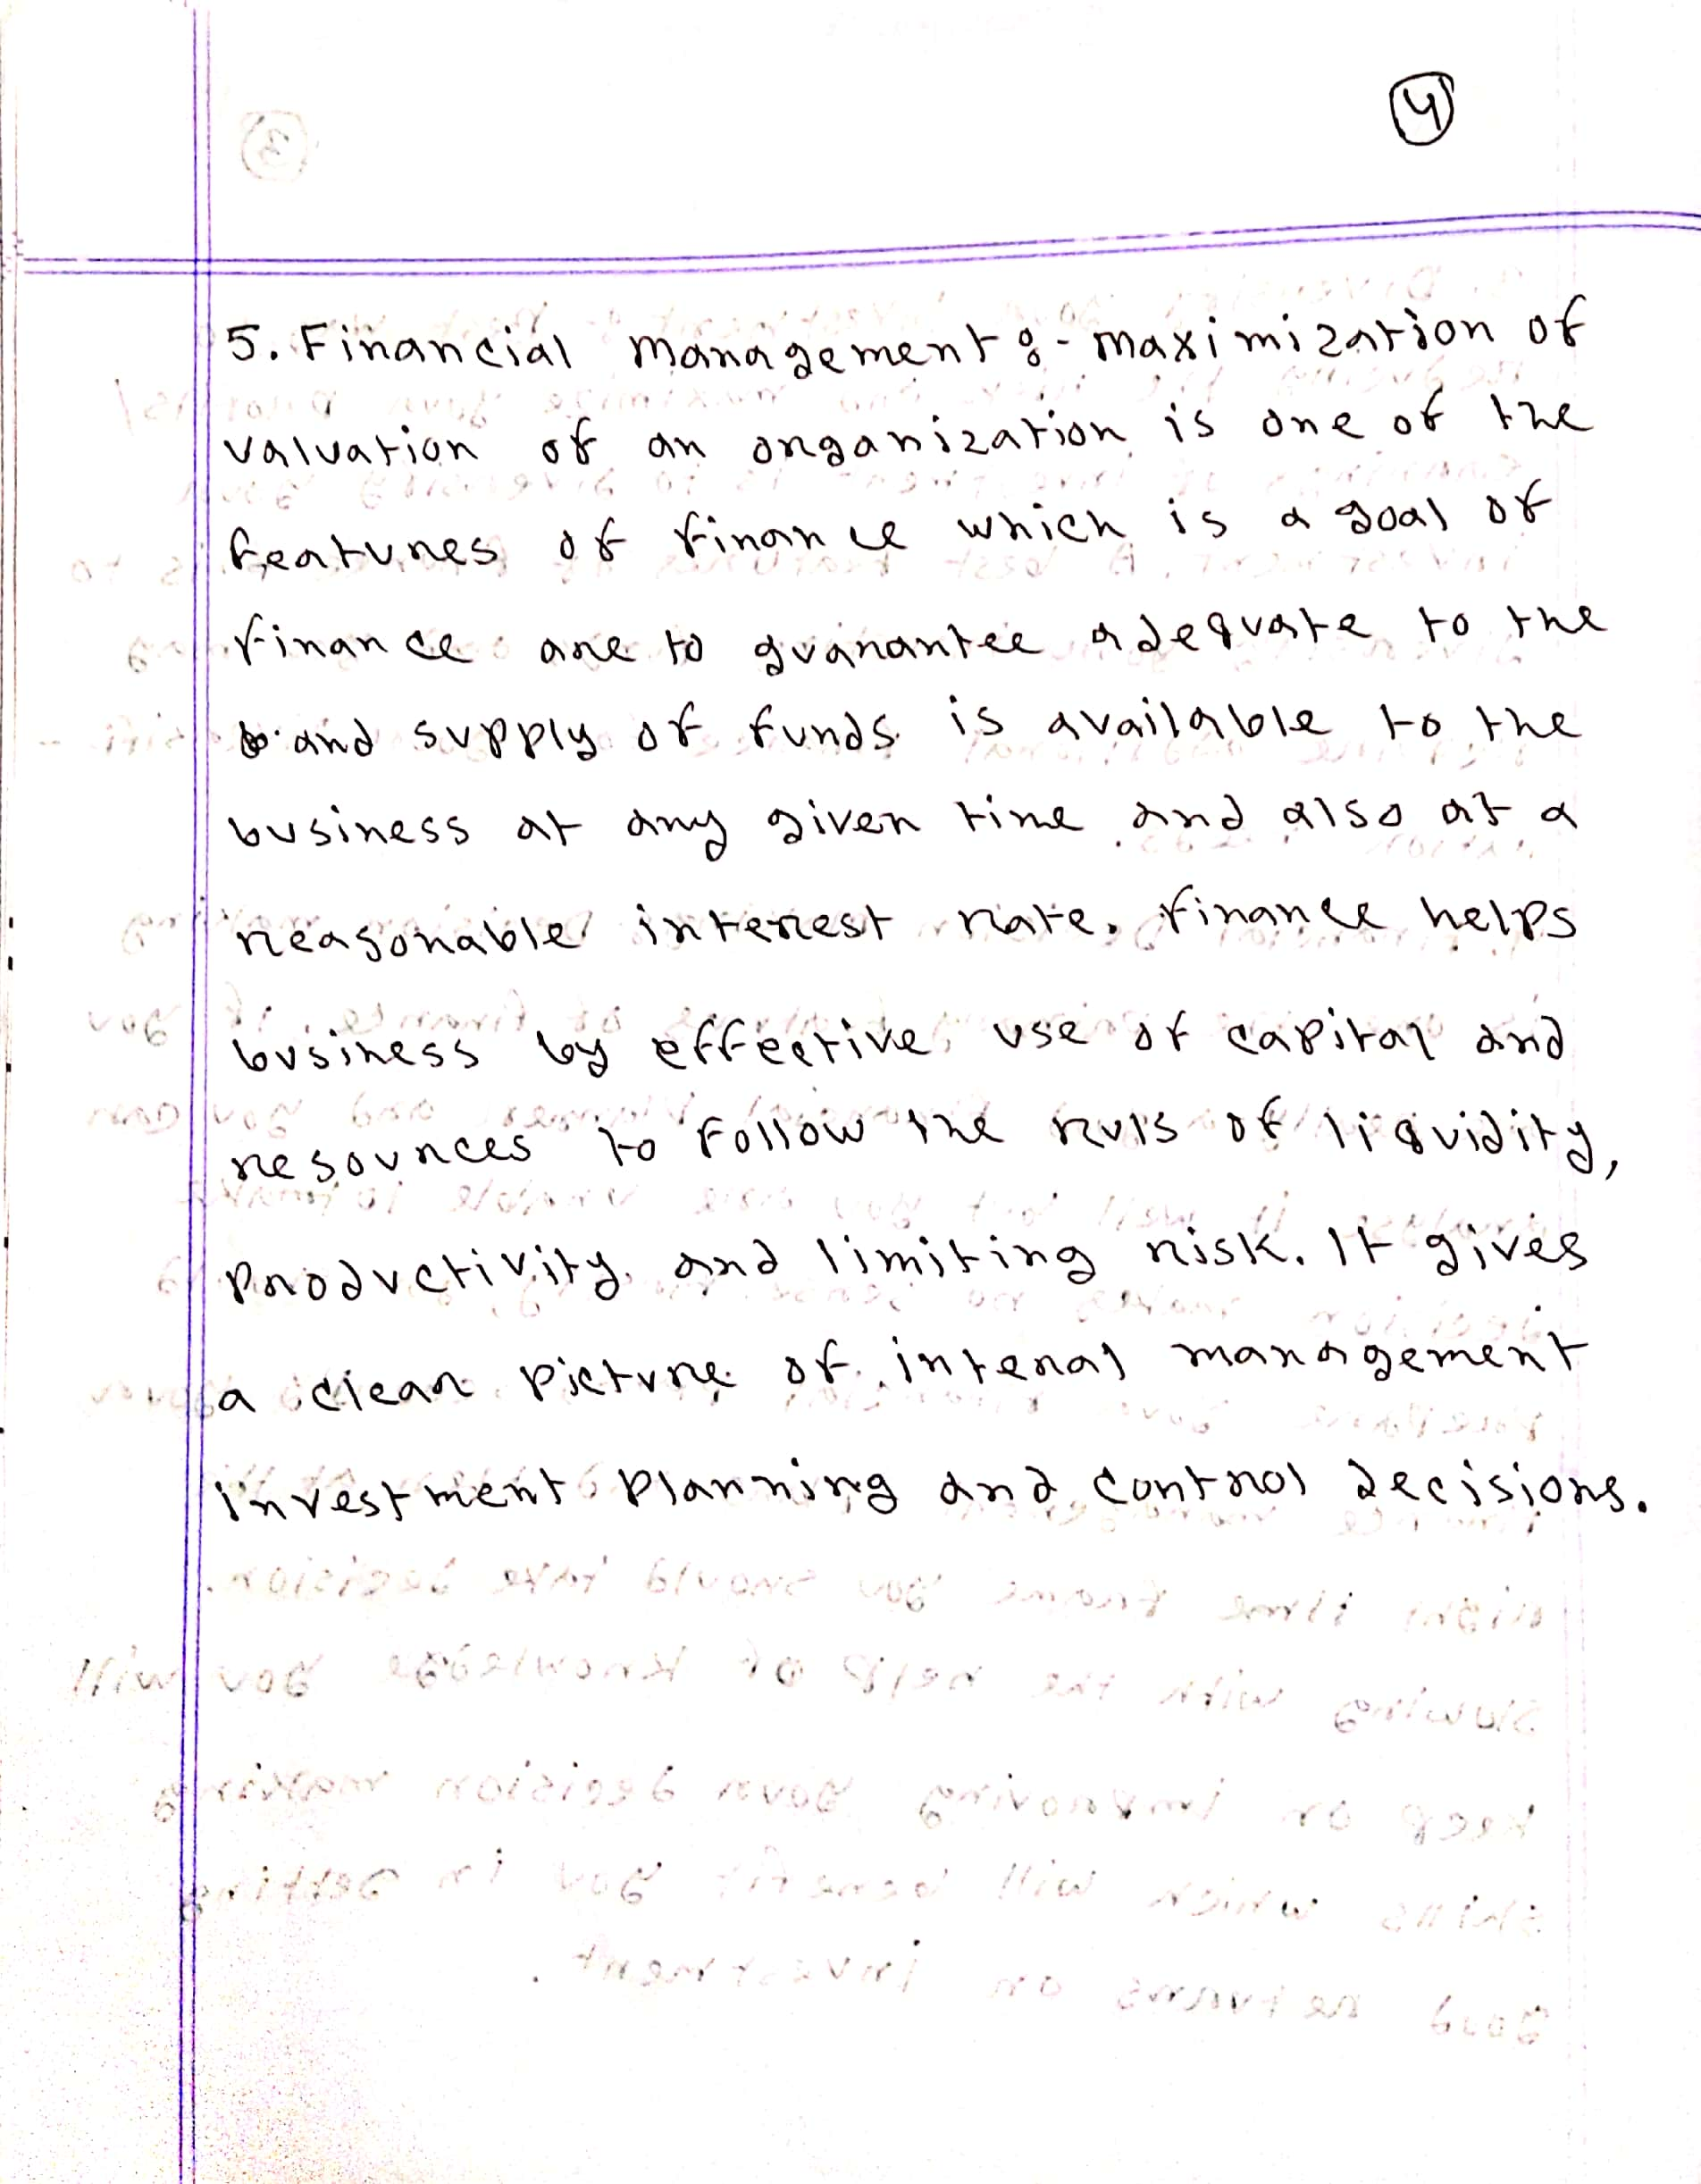 4
5. Financial management :- maximization of
valuation of an organization is one of the
features of finance which is a goal of
finance are to guarantee adequate to the
and supply of funds is available to the
business at any given time and also at a
reasonable interest rate. finance helps
business by effective use of capital and
resources to follow the ruls of liquidity,
productivity and limiting risk. It gives
a clear picture of intenal management
investment planning and control decisions.